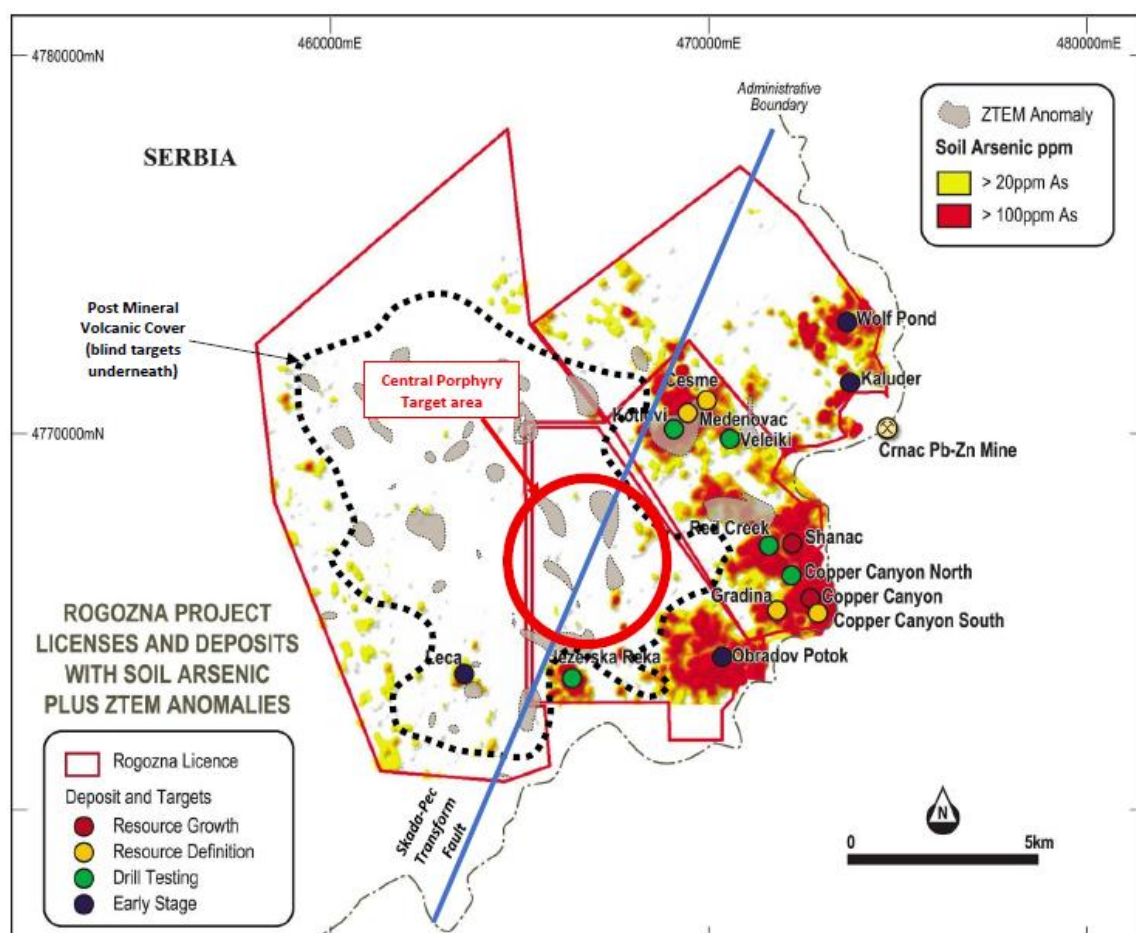 460000mE
470000mE
480000mE
4780000mN
Administrative
Boundary
SERBIA
ZTEM Anomaly
Soil Arsenic ppm
> 20ppm As
> 100ppm As
Post Mineral
Volcanic Cover
(blind targets
underneath)
Central Porphyry
Target area
Wolf Pond
Kaluder
Cesme
Kotlovi
Medenovac
Veleiki
4770000mN
Crnac Pb-Zn Mine
Red Creek
Shanac
Copper Canyon North
Gradina
Copper Canyon
Copper Canyon South
Obradov Potok
Jezerska Reka
Leca
ROGOZNA PROJECT
LICENSES AND DEPOSITS
WITH SOIL ARSENIC
PLUS ZTEM ANOMALIES
Rogozna Licence
Deposit and Targets
Resource Growth
Resource Definition
Drill Testing
Early Stage
Skada-Pec
Transform
Fault
N
0
5km